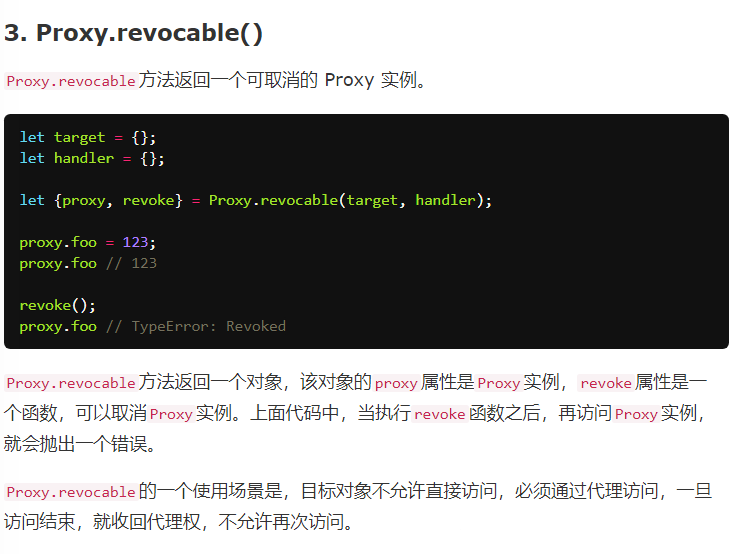 3. Proxy.revocable()
Proxy.revocable方法返回一个可取消的 Proxy 实例。
let target = {};
let handler = {};
let {proxy, revoke} = Proxy.revocable(target, handler);
proxy.foo = 123;
proxy.foo // 123
revoke();
proxy.foo // TypeError: Revoked
Proxy.revocable方法返回一个对象，该对象的proxy属性是Proxy实例，revoke属性是一
个函数，可以取消Proxy实例。上面代码中，当执行revoke函数之后，再访问Proxy实例，
就会抛出一个错误。
Proxy.revocable的一个使用场景是，目标对象不允许直接访问，必须通过代理访问，一旦
访问结束，就收回代理权，不允许再次访问。